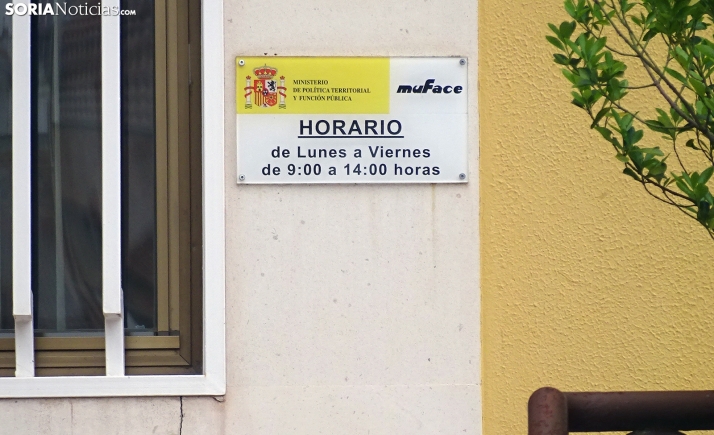 SORIANoticias.com
MINISTERIO
DE POLÍTICA TERRITORIAL
Y FUNCIÓN PÚBLICA
muface
HORARIO
de Lunes a Viernes
de 9:00 a 14:00 horas